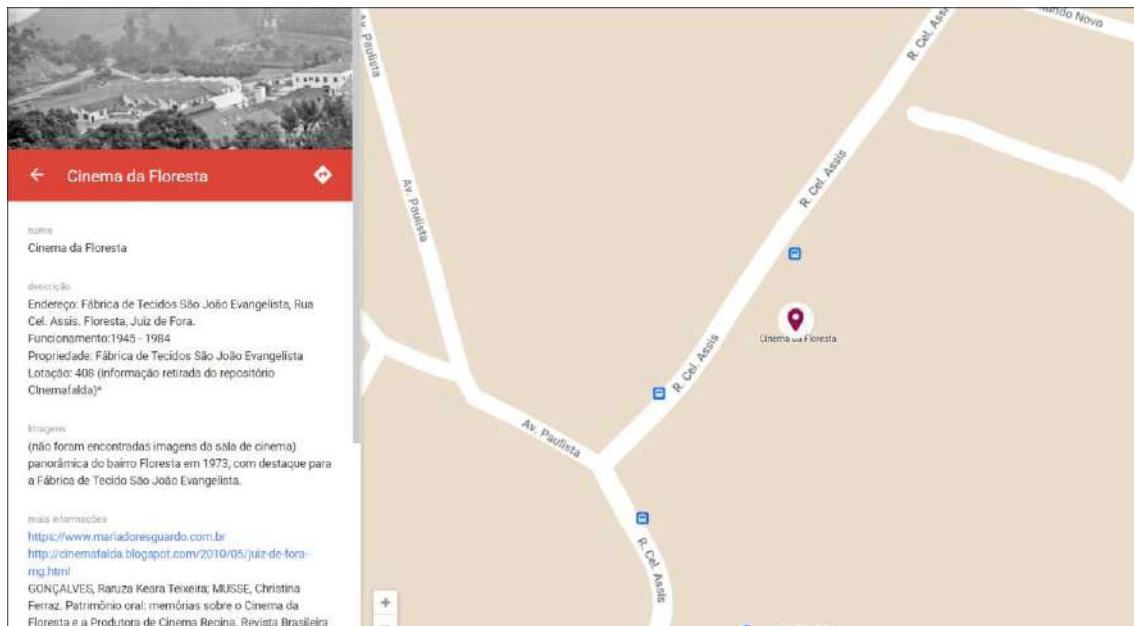 Cinema da Floresta
nome
Cinema da Floresta
descrição
Endereço: Fábrica de Tecidos São João Evangelista, Rua
Cel. Assis. Floresta, Juiz de Fora.
Funcionamento:1945 - 1984
Propriedade: Fábrica de Tecidos São João Evangelista
Lotação: 408 (informação retirada do repositório
CInemafalda)*
Imagens
(não foram encontradas imagens da sala de cinema)
panorâmica do bairro Floresta em 1973, com destaque para
a Fábrica de Tecido São João Evangelista.
mais informações
https://www.mariadoresguardo.com.br
http://cinemafalda.blogspot.com/2010/05/juiz-de-fora-
mg.html
GONÇALVES, Raruza Keara Teixeira; MUSSE, Christina
Ferraz. Patrimônio oral: memórias sobre o Cinema da
Floresta e a Produtora de Cinema Regina. Revista Brasileira
Av. Paulista
Av. Paulista
Av. Paulista
R. Cel. Assis
R. Cel. Assis
R. Cel. Assis
R. Cel. Assis
Novo
Cinema da Floresta
+